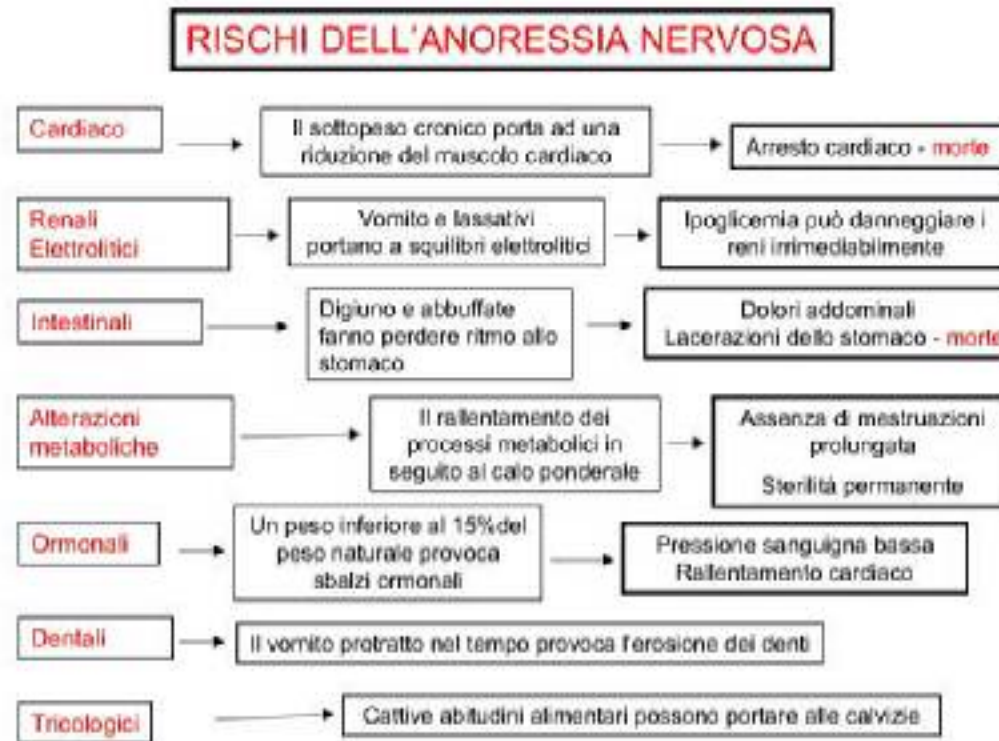 RISCHI DELL'ANORESSIA NERVOSA
Cardiaco
Il sottopeso cronico porta ad una
riduzione del muscolo cardiaco
Arresto cardiaco - morte
Renali
Elettrolitici
Vomito e lassativi
portano a squilibri elettrolitici
Ipoglicemia può danneggiare i
reni irrimediabilmente
Intestinali
Digiuno e abbuffate
fanno perdere ritmo allo
stomaco
Dolori addominali
Lacerazioni dello stomaco - morte
Alterazioni
metaboliche
Il rallentamento dei
processi metabolici in
seguito al calo ponderale
Assenza di mestruazioni
prolungata
Sterilità permanente
Ormonali
Un peso inferiore al 15%del
peso naturale provoca
sbalzi ormonali
Pressione sanguigna bassa
Rallentamento cardiaco
Dentali
Il vomito protratto nel tempo provoca l'erosione dei denti
Tricologici
Cattive abitudini alimentari possono portare alle calvizie